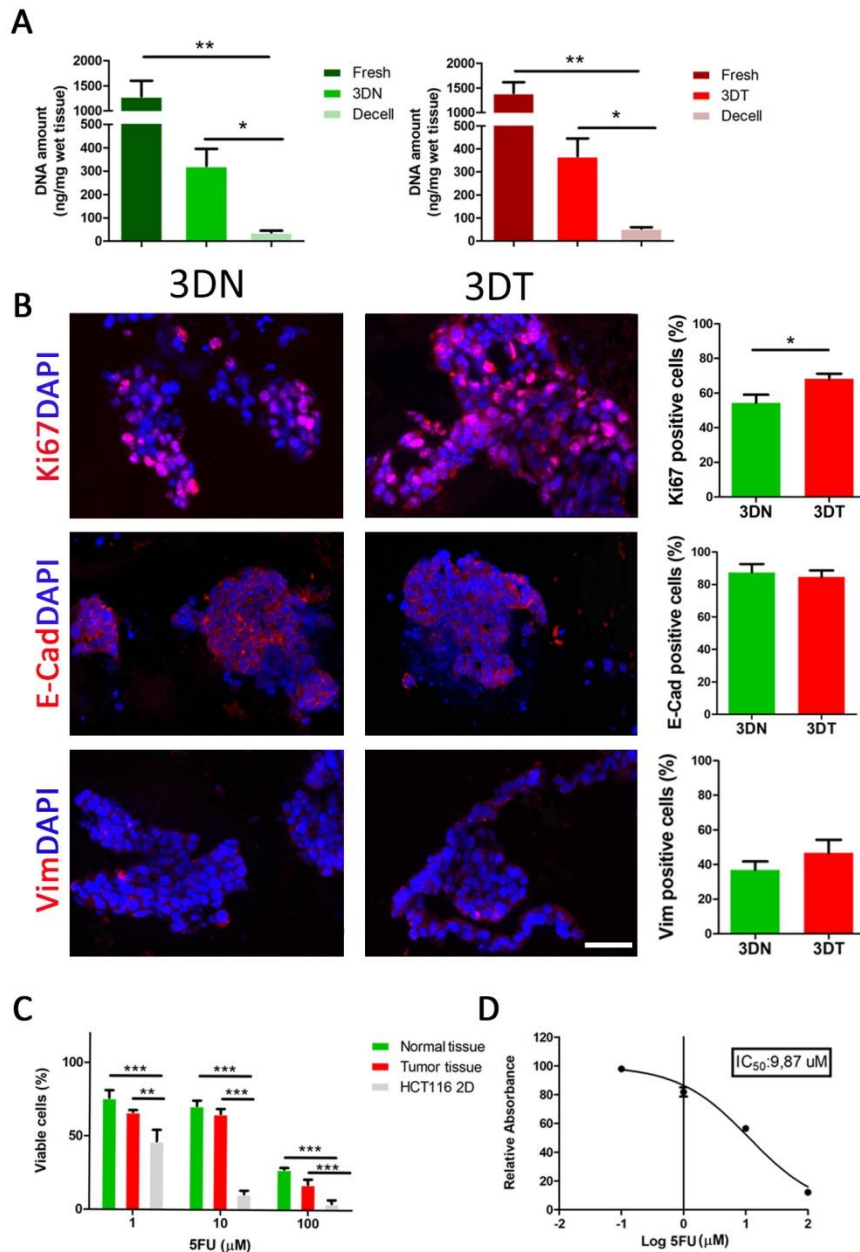 A
DNA amount
(ng/mg wet tissue)
2000
1500
1000
500
400
300
200
100
0
**
*
Fresh
3DN
Decell
DNA amount
(ng/mg wet tissue)
2000
1500
1000
500
400
300
200
100
0
**
*
Fresh
3DT
Decell
B
3DN
3DT
Ki67DAPI
Ki67 positive cells (%)
100
80
60
40
20
0
*
3DN
3DT
E-CadDAPI
E-Cad positive cells (%)
100
80
60
40
20
0
3DN
3DT
VimDAPI
Vim positive cells (%)
100
80
60
40
20
0
3DN
3DT
C
Viable cells (%)
100
50
0
***
**
***
***
***
***
Normal tissue
Tumor tissue
HCT116 2D
1
10
100
5FU (µM)
D
Relative Absorbance
120
100
80
60
40
20
0
IC50:9,87 uM
-2
-1
0
1
2
Log 5FU (µM)